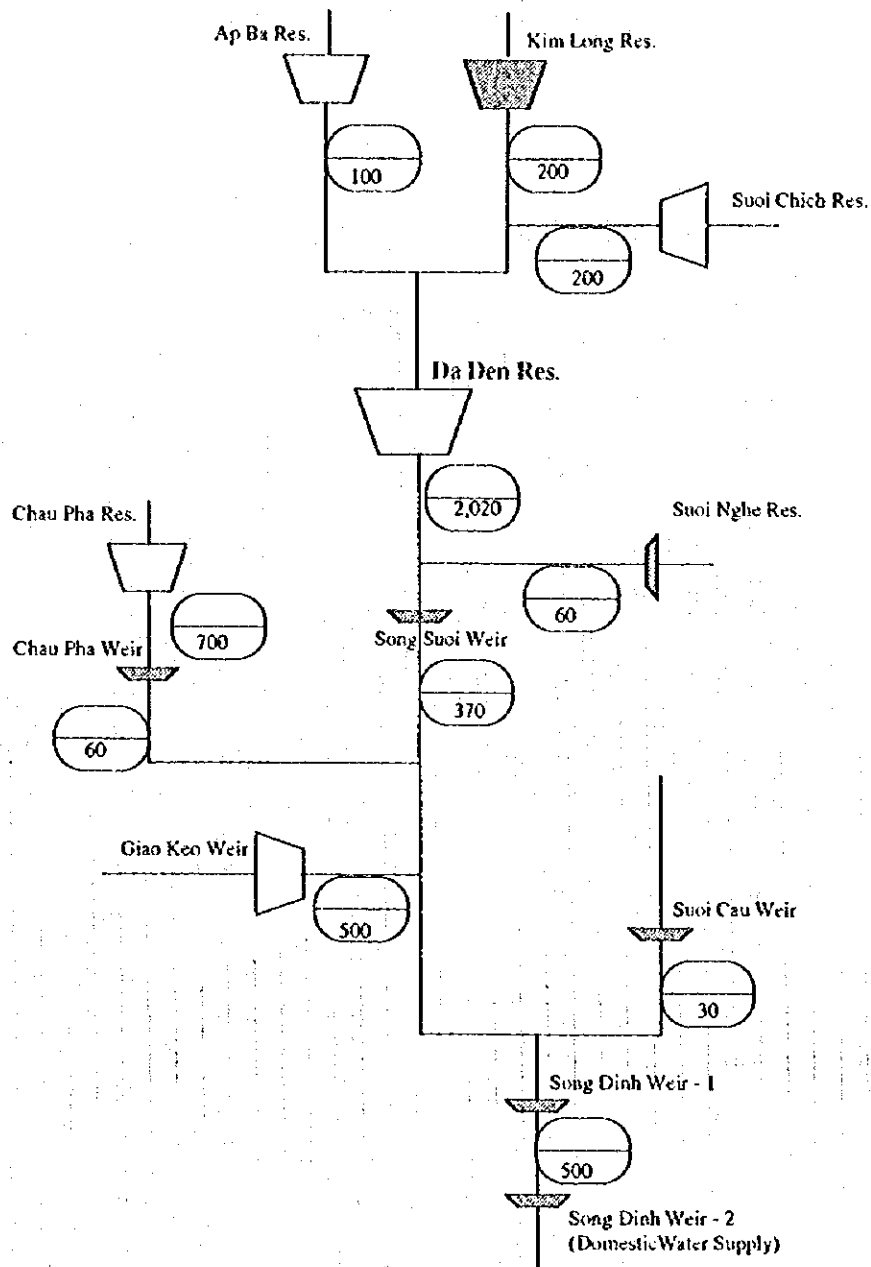 Ap Ba Res.
Kim Long Res.
100
200
Suoi Chich Res.
200
Da Den Res.
2,020
Chau Pha Res.
Suoi Nghe Res.
60
700
Chau Pha Weir
Song Suoi Weir
370
60
Giao Keo Weir
500
Suoi Cau Weir
30
Song Dinh Weir - 1
500
Song Dinh Weir - 2
(Domestic Water Supply)